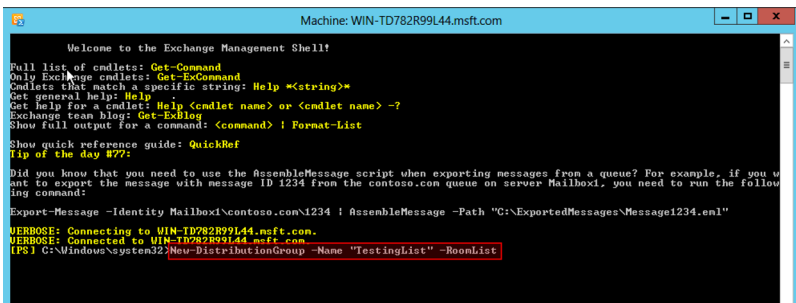 Machine: WIN-TD782R99L44.msft.com
Welcome to the Exchange Management Shell!
Full list of cmdlets: Get-Command
Only Exchange cmdlets: Get-ExCommand
Cmdlets that match a specific string: Help *<string>*
Get general help: Help
Get help for a cmdlet: Help <cmdlet name> or <cmdlet name> -?
Exchange team blog: Get-ExBlog
Show full output for a command: <command> | Format-List
Show quick reference guide: QuickRef
Tip of the day #77:
Did you know that you need to use the AssembleMessage script when exporting messages from a queue? For example, if you w
ant to export the message with message ID 1234 from the contoso.com queue on server Mailbox1, you need to run the follow
ing command:
Export-Message -Identity Mailbox1\contoso.com\1234 | AssembleMessage -Path "C:\ExportedMessages\Message1234.eml"
VERBOSE: Connecting to WIN-TD782R99L44.msft.com.
VERBOSE: Connected to WIN-TD782R99L44.msft.com.
[PS] C:\Windows\system32>New-DistributionGroup -Name "TestingList" -RoomList